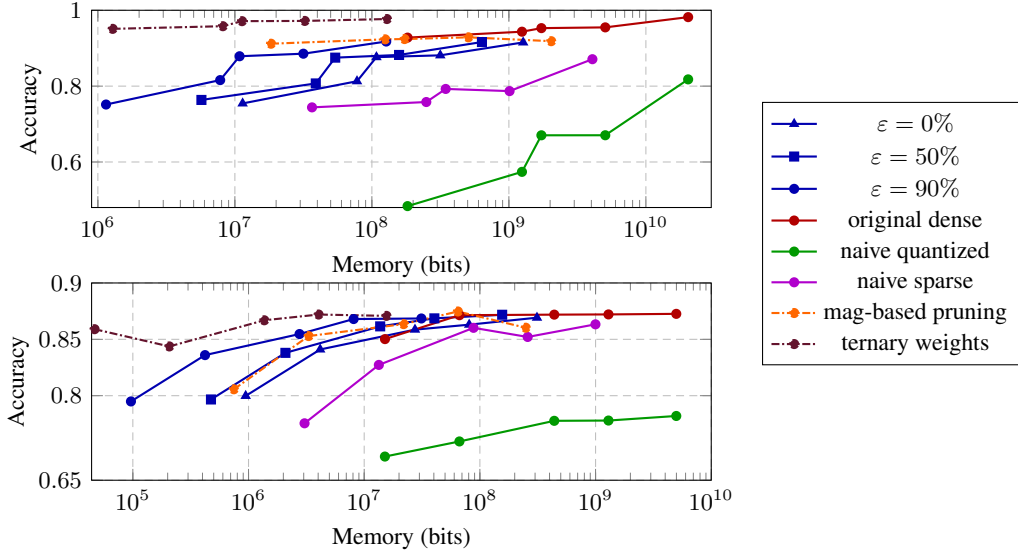 1
0.8
0.6
Accuracy
10^6
10^7
10^8
10^9
10^10
Memory (bits)
0.9
0.85
0.8
0.65
Accuracy
10^5
10^6
10^7
10^8
10^9
10^10
Memory (bits)
ε = 0%
ε = 50%
ε = 90%
original dense
naive quantized
naive sparse
mag-based pruning
ternary weights